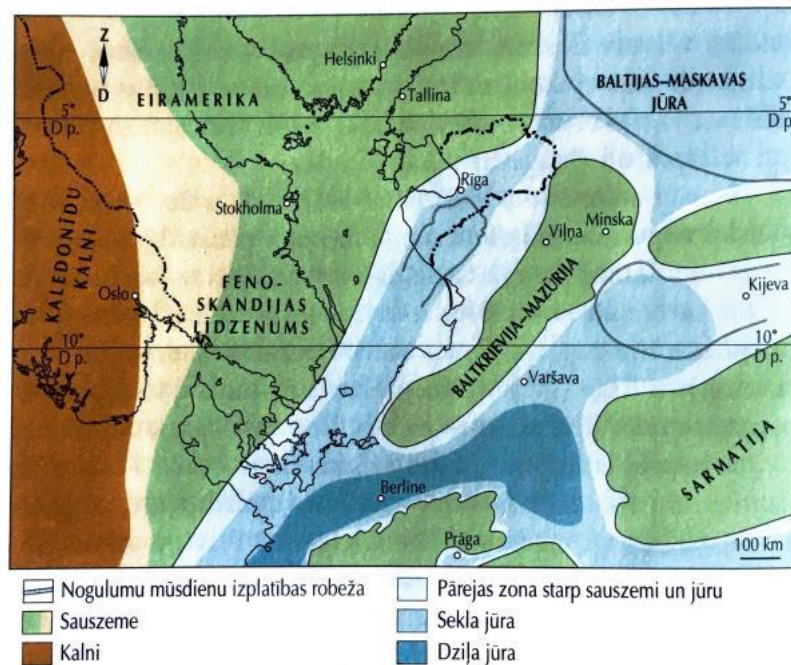 Z
D
Helsinki
Tallina
EIRAMERIKA
BALTIJAS–MASKAVAS
JŪRA
5°
D p.
5°
D p.
Rīga
Stokholma
Viļņa
Minska
KALEDONĪDU
KALNI
Oslo
FENO-
SKANDIJAS
LĪDZENUMS
Kijeva
10°
D p.
10°
D p.
BALTKRIEVIJA–MAZŪRIJA
Varšava
SARMATIJA
Berlīne
Prāga
100 km
Nogulumu mūsdienu izplatības robeža
Sauszeme
Kalni
Pārejas zona starp sauszemi un jūru
Sekla jūra
Dziļa jūra